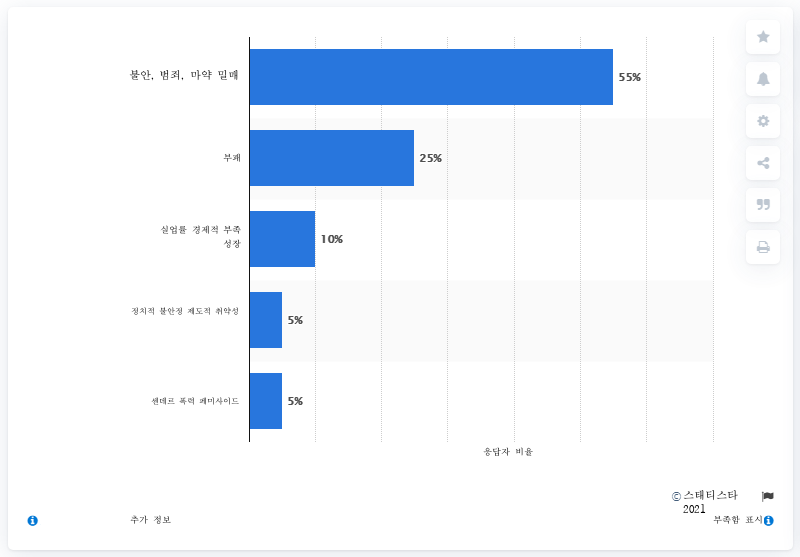 불안, 범죄, 마약 밀매
55%
부패
25%
실업률 경제적 부족
성장
10%
정치적 불안정 제도적 취약성
5%
젠더르 폭력 페미사이드
5%
응답자 비율
© 스태티스타
2021
추가 정보
부족함 표시